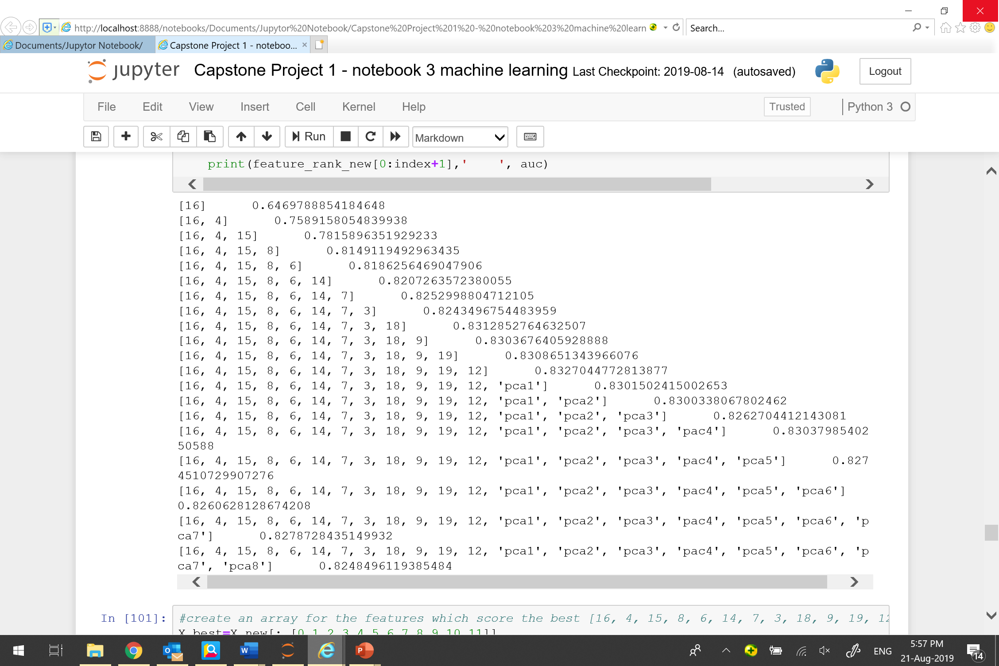 http://localhost:8888/notebooks/Documents/Jupytor%20Notebook/Capstone%20Project%201%20-%20notebook%203%20machine%20learn
Search...
Documents/Jupytor Notebook/
Capstone Project 1 - noteboo...
jupyter Capstone Project 1 - notebook 3 machine learning Last Checkpoint: 2019-08-14 (autosaved)
Logout
File Edit View Insert Cell Kernel Help
Trusted
Python 3
Run
Markdown
print(feature_rank_new[0:index+1],'    ', auc)
[16]      0.6469788854184648
[16, 4]      0.7589158054839938
[16, 4, 15]      0.7815896351929233
[16, 4, 15, 8]      0.8149119492963435
[16, 4, 15, 8, 6]      0.8186256469047906
[16, 4, 15, 8, 6, 14]      0.8207263572380055
[16, 4, 15, 8, 6, 14, 7]      0.8252998804712105
[16, 4, 15, 8, 6, 14, 7, 3]      0.8243496754483959
[16, 4, 15, 8, 6, 14, 7, 3, 18]      0.8312852764632507
[16, 4, 15, 8, 6, 14, 7, 3, 18, 9]      0.8303676405928888
[16, 4, 15, 8, 6, 14, 7, 3, 18, 9, 19]      0.8308651343966076
[16, 4, 15, 8, 6, 14, 7, 3, 18, 9, 19, 12]      0.8327044772813877
[16, 4, 15, 8, 6, 14, 7, 3, 18, 9, 19, 12, 'pca1']      0.8301502415002653
[16, 4, 15, 8, 6, 14, 7, 3, 18, 9, 19, 12, 'pca1', 'pca2']      0.8300338067802462
[16, 4, 15, 8, 6, 14, 7, 3, 18, 9, 19, 12, 'pca1', 'pca2', 'pca3']      0.8262704412143081
[16, 4, 15, 8, 6, 14, 7, 3, 18, 9, 19, 12, 'pca1', 'pca2', 'pca3', 'pac4']      0.83037985402
50588
[16, 4, 15, 8, 6, 14, 7, 3, 18, 9, 19, 12, 'pca1', 'pca2', 'pca3', 'pac4', 'pca5']      0.827
4510729907276
[16, 4, 15, 8, 6, 14, 7, 3, 18, 9, 19, 12, 'pca1', 'pca2', 'pca3', 'pac4', 'pca5', 'pca6']
0.8260628128674208
[16, 4, 15, 8, 6, 14, 7, 3, 18, 9, 19, 12, 'pca1', 'pca2', 'pca3', 'pac4', 'pca5', 'pca6', 'p
ca7']      0.8278728435149932
[16, 4, 15, 8, 6, 14, 7, 3, 18, 9, 19, 12, 'pca1', 'pca2', 'pca3', 'pac4', 'pca5', 'pca6', 'p
ca7', 'pca8']      0.8248496119385484
In [101]: #create an array for the features which score the best [16, 4, 15, 8, 6, 14, 7, 3, 18, 9, 19, 12
X_best=X_new[:, [0,1,2,3,4,5,6,7,8,9,10,11]]
ENG
5:57 PM
21-Aug-2019
14